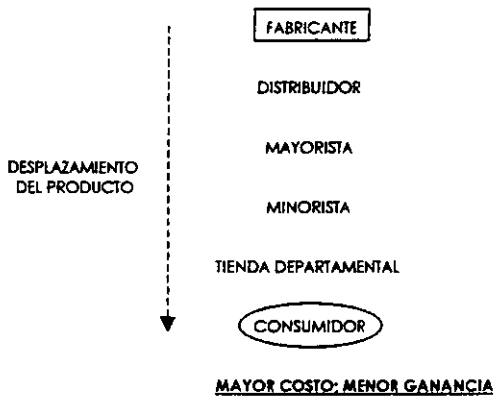 FABRICANTE
DISTRIBUIDOR
MAYORISTA
DESPLAZAMIENTO
DEL PRODUCTO
MINORISTA
TIENDA DEPARTAMENTAL
CONSUMIDOR
MAYOR COSTO; MENOR GANANCIA